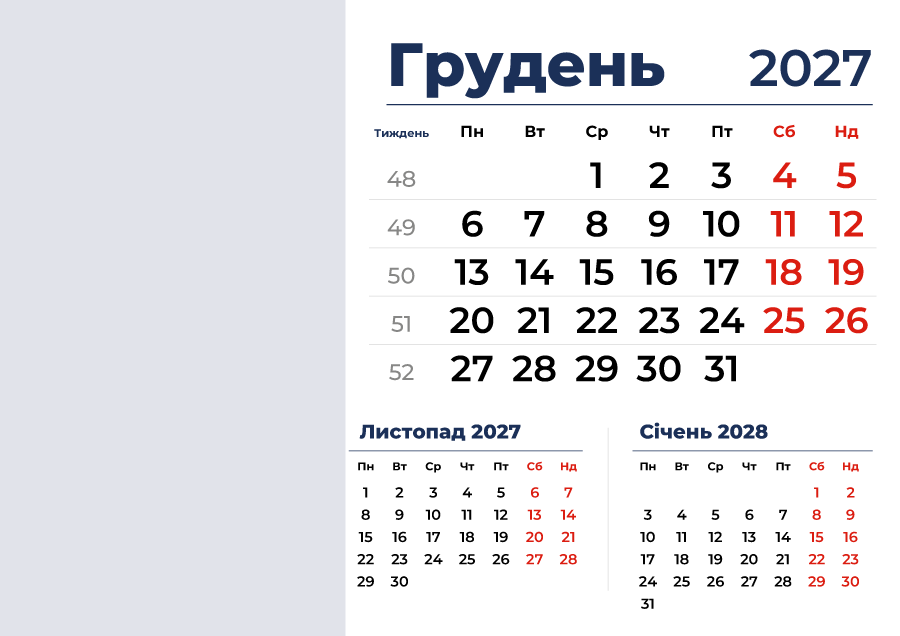 Грудень 2027
Тиждень Пн Вт Ср Чт Пт Сб Нд
48 1 2 3 4 5
49 6 7 8 9 10 11 12
50 13 14 15 16 17 18 19
51 20 21 22 23 24 25 26
52 27 28 29 30 31
Листопад 2027
Пн Вт Ср Чт Пт Сб Нд
1 2 3 4 5 6 7
8 9 10 11 12 13 14
15 16 17 18 19 20 21
22 23 24 25 26 27 28
29 30
Січень 2028
Пн Вт Ср Чт Пт Сб Нд
1 2
3 4 5 6 7 8 9
10 11 12 13 14 15 16
17 18 19 20 21 22 23
24 25 26 27 28 29 30
31